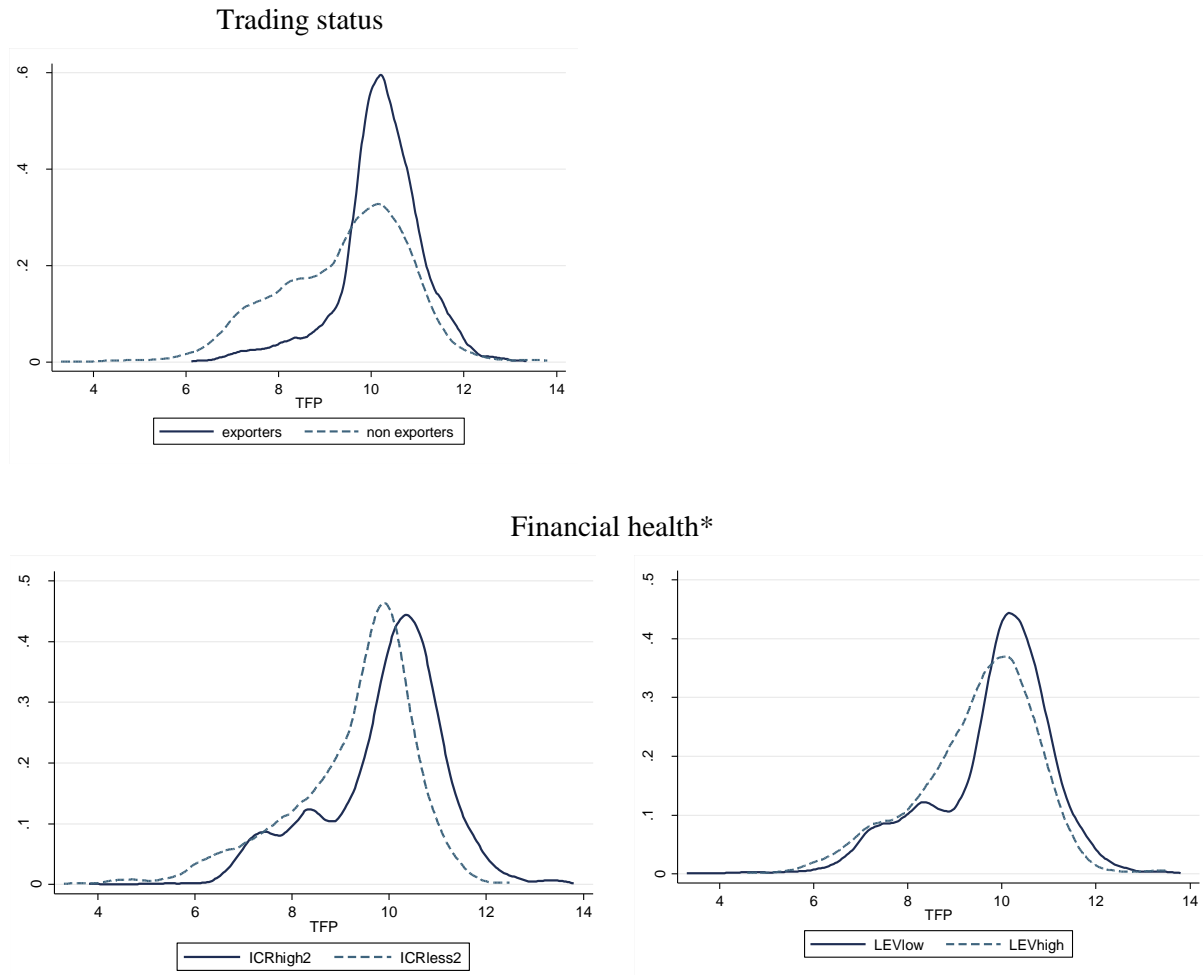 Trading status
.6
.4
.2
0
4 6 8 10 12 14
TFP
exporters non exporters
Financial health*
.5
.4
.3
.2
.1
0
4 6 8 10 12 14
TFP
ICRhigh2 ICRless2
.5
.4
.3
.2
.1
0
4 6 8 10 12 14
TFP
LEVlow LEVhigh